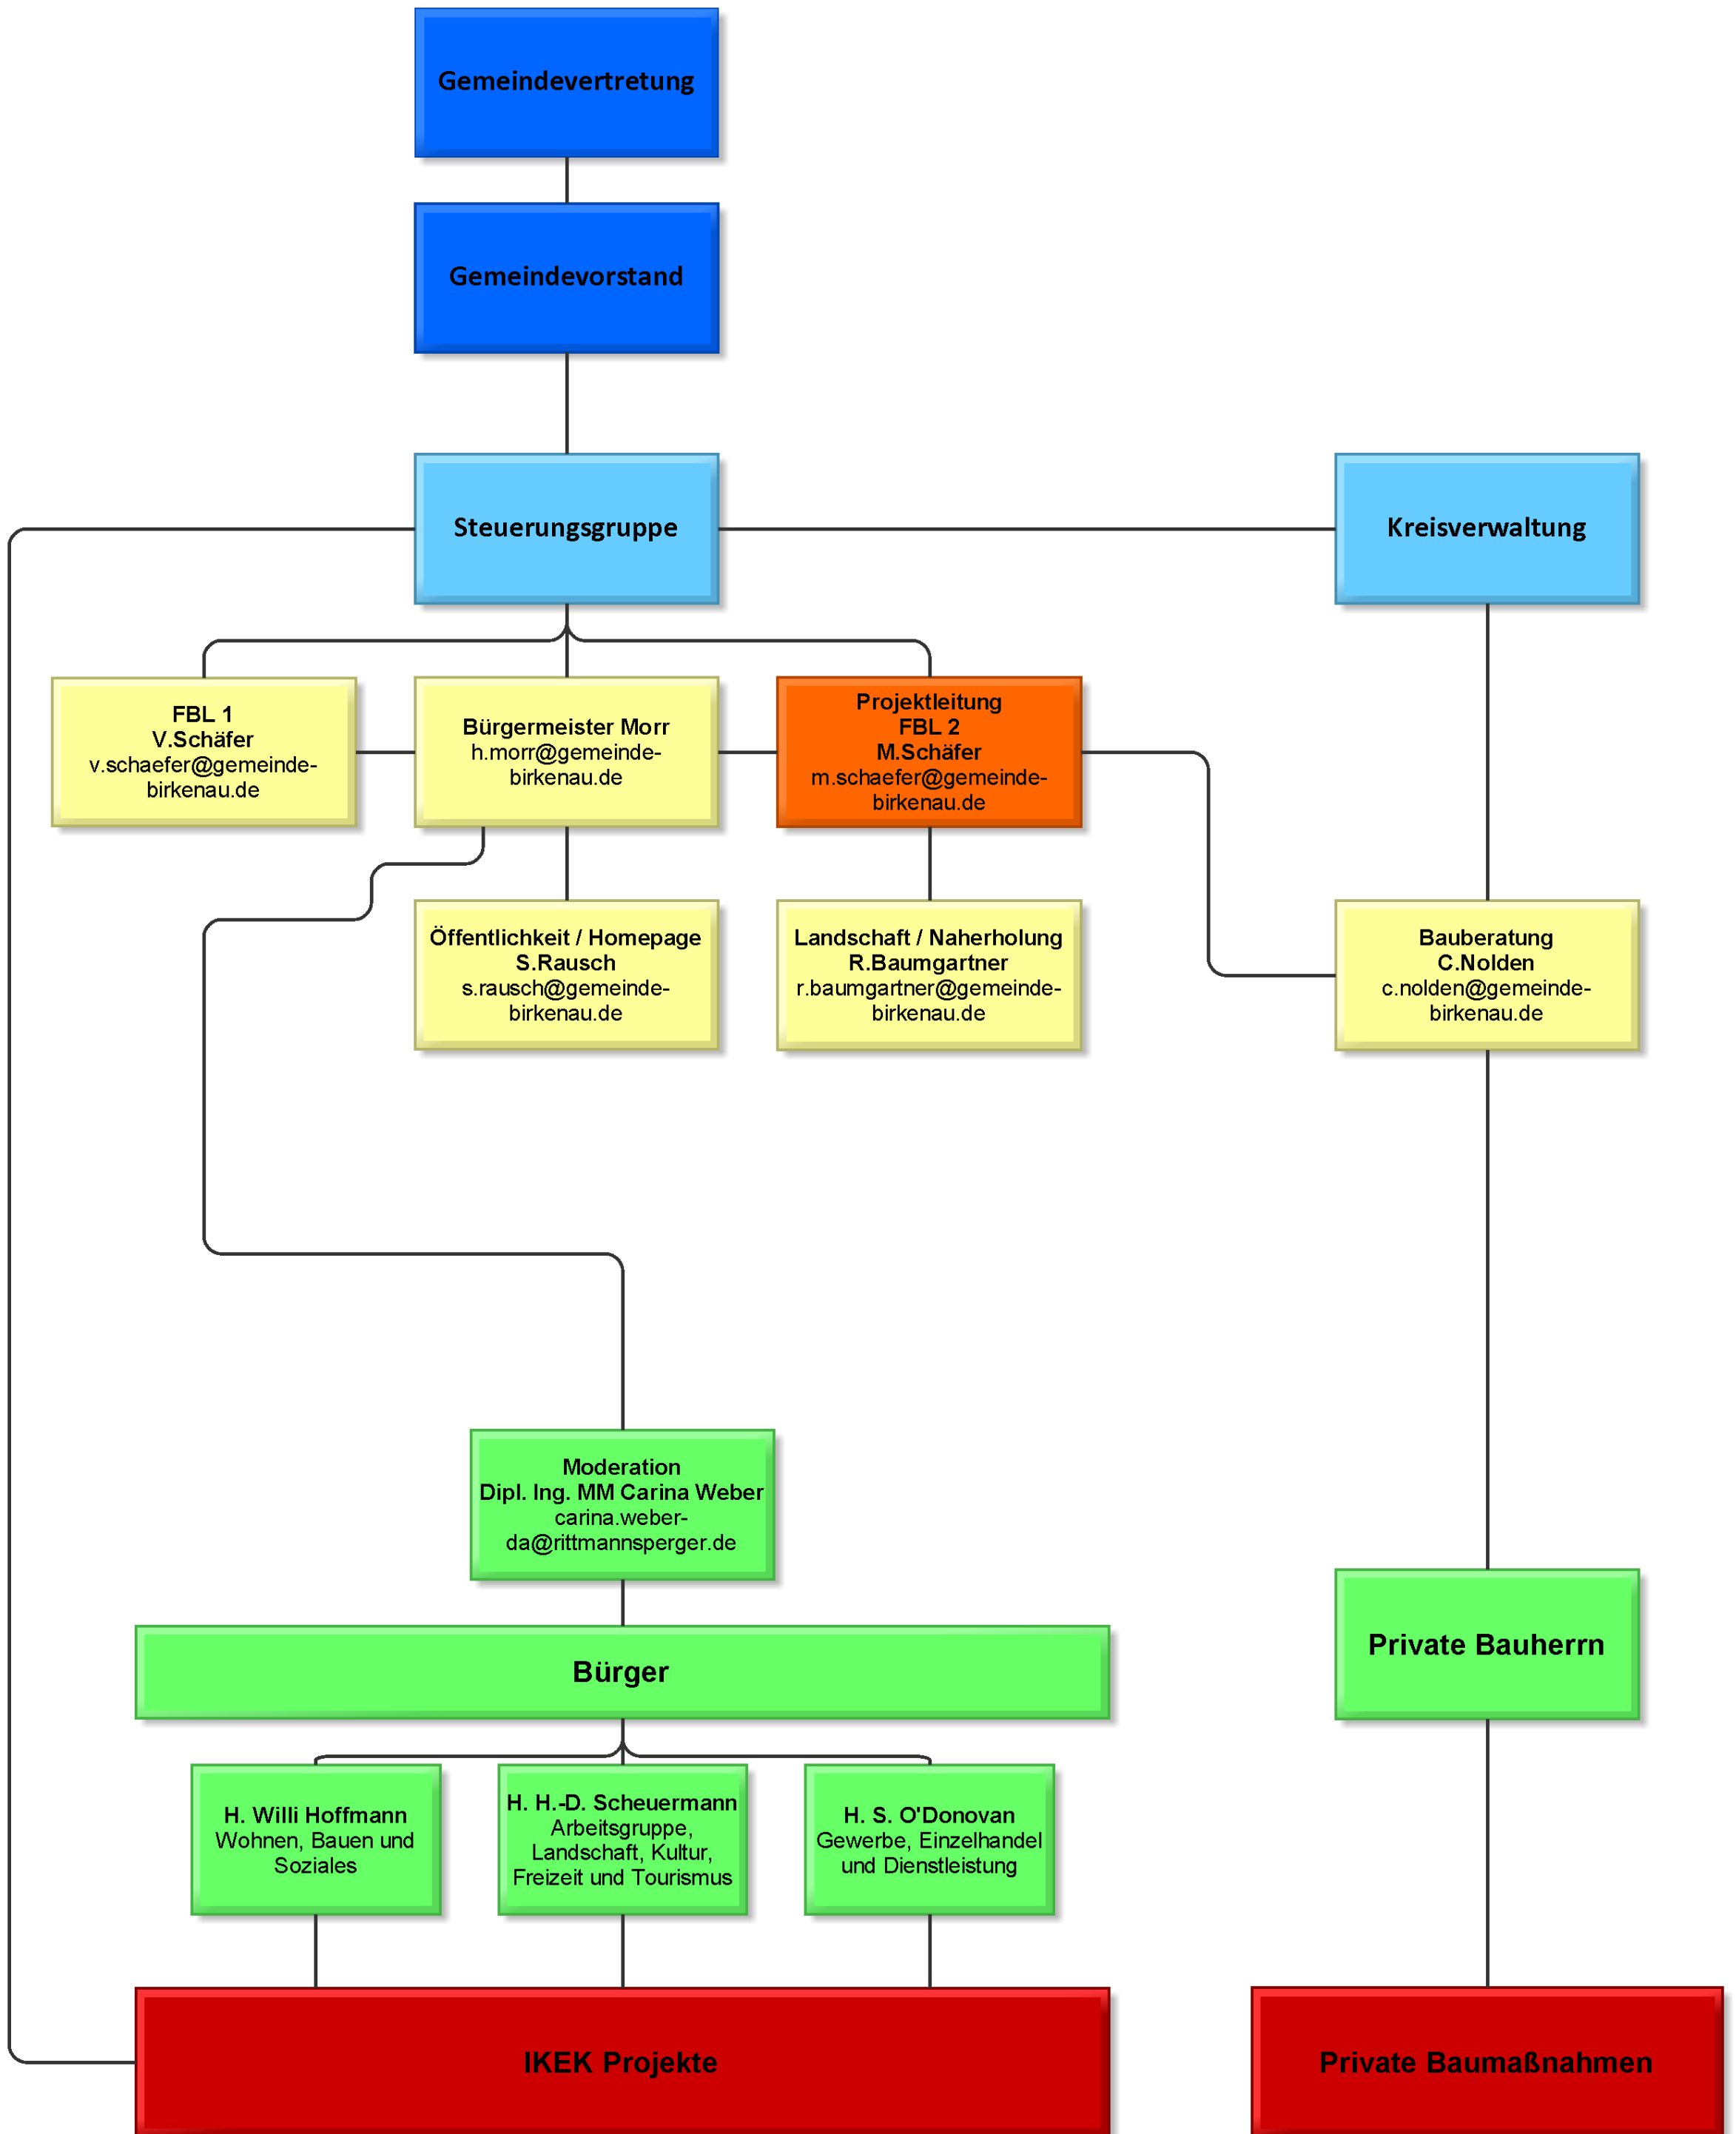 Gemeindevertretung
Gemeindevorstand
Steuerungsgruppe
Kreisverwaltung
FBL 1
V.Schäfer
v.schaefer@gemeinde-
birkenau.de
Bürgermeister Morr
h.morr@gemeinde-
birkenau.de
Projektleitung
FBL 2
M.Schäfer
m.schaefer@gemeinde-
birkenau.de
Öffentlichkeit / Homepage
S.Rausch
s.rausch@gemeinde-
birkenau.de
Landschaft / Naherholung
R.Baumgartner
r.baumgartner@gemeinde-
birkenau.de
Bauberatung
C.Nolden
c.nolden@gemeinde-
birkenau.de
Moderation
Dipl. Ing. MM Carina Weber
carina.weber-
da@rittmannsperger.de
Bürger
Private Bauherrn
H. Willi Hoffmann
Wohnen, Bauen und
Soziales
H. H.-D. Scheuermann
Arbeitsgruppe,
Landschaft, Kultur,
Freizeit und Tourismus
H. S. O'Donovan
Gewerbe, Einzelhandel
und Dienstleistung
IKEK Projekte
Private Baumaßnahmen